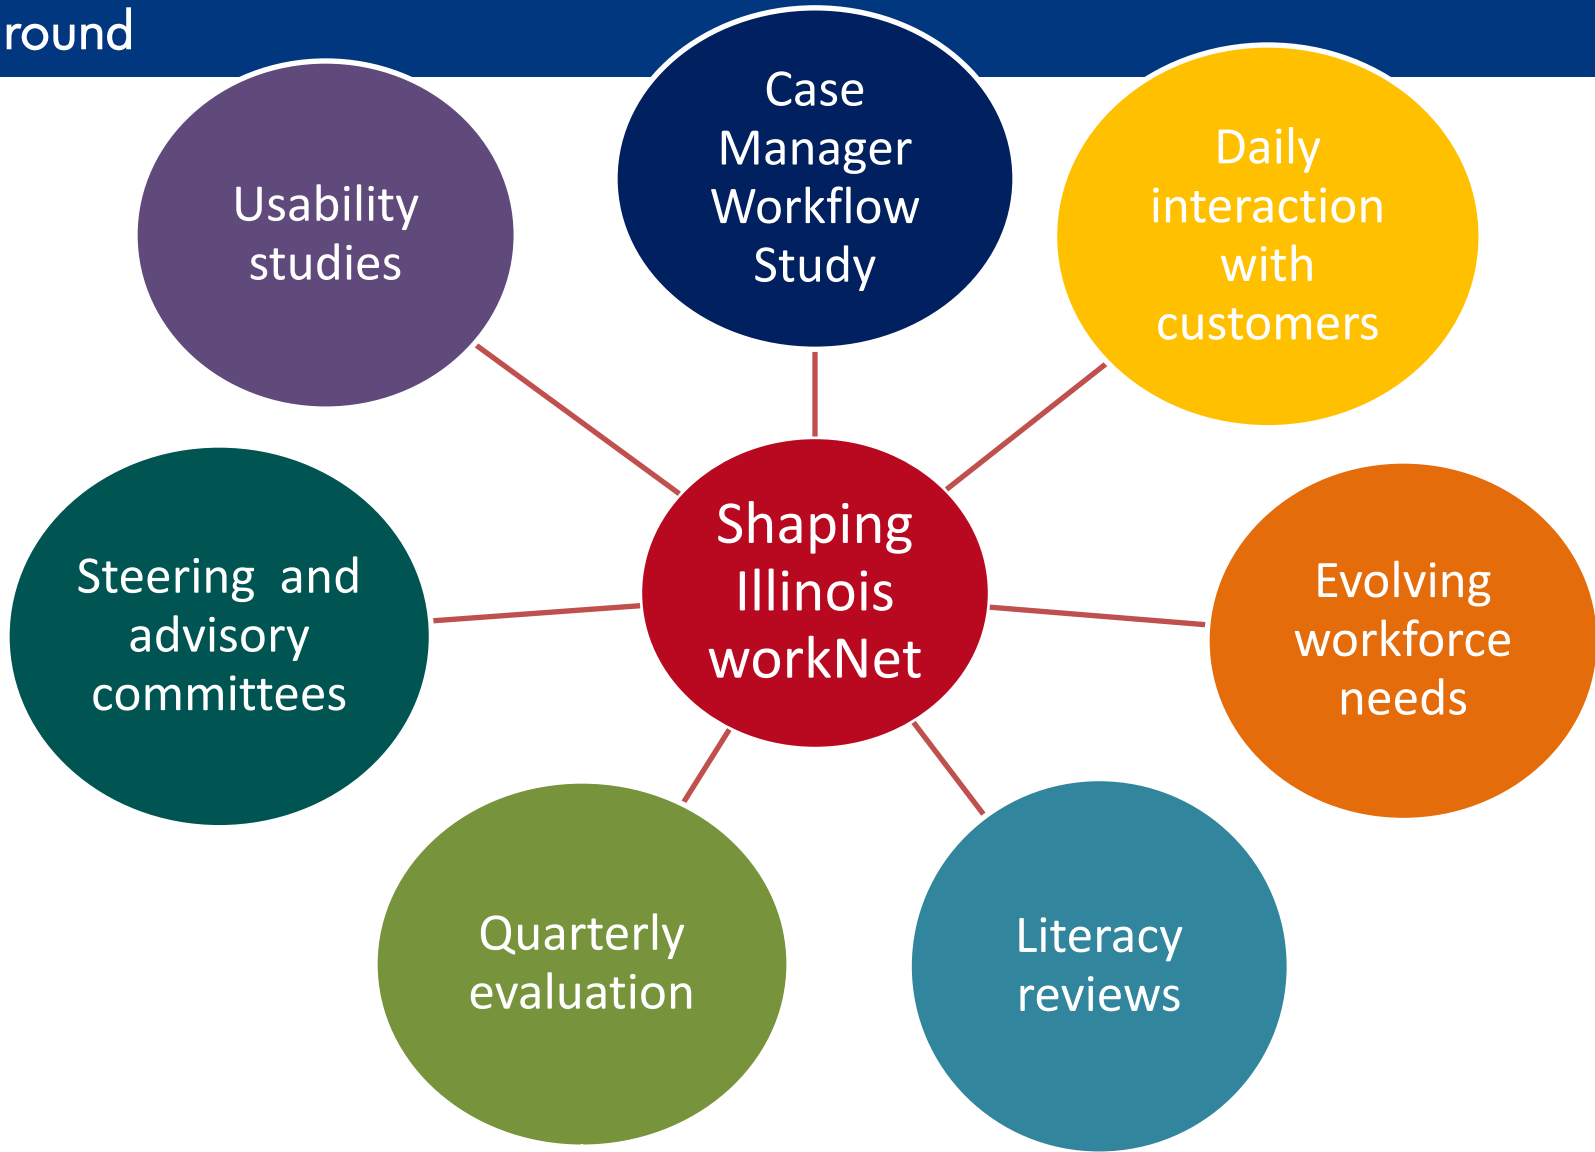 round
Case
Manager
Workflow
Study
Daily
interaction
with
customers
Evolving
workforce
needs
Literacy
reviews
Quarterly
evaluation
Steering  and
advisory
committees
Usability
studies
Shaping
Illinois
workNet